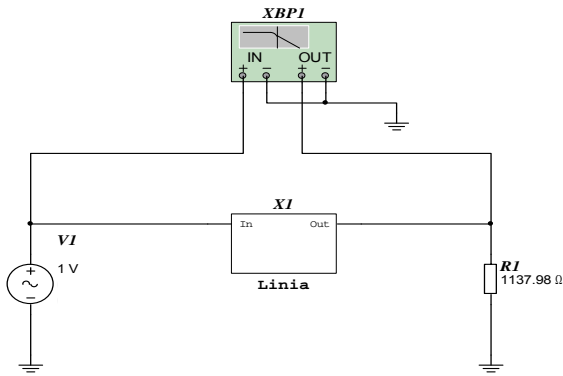 XBP1
IN OUT
+ − + −
X1
In Out
Linia
V1
1 V
+
~
−
R1
1137.98 Ω